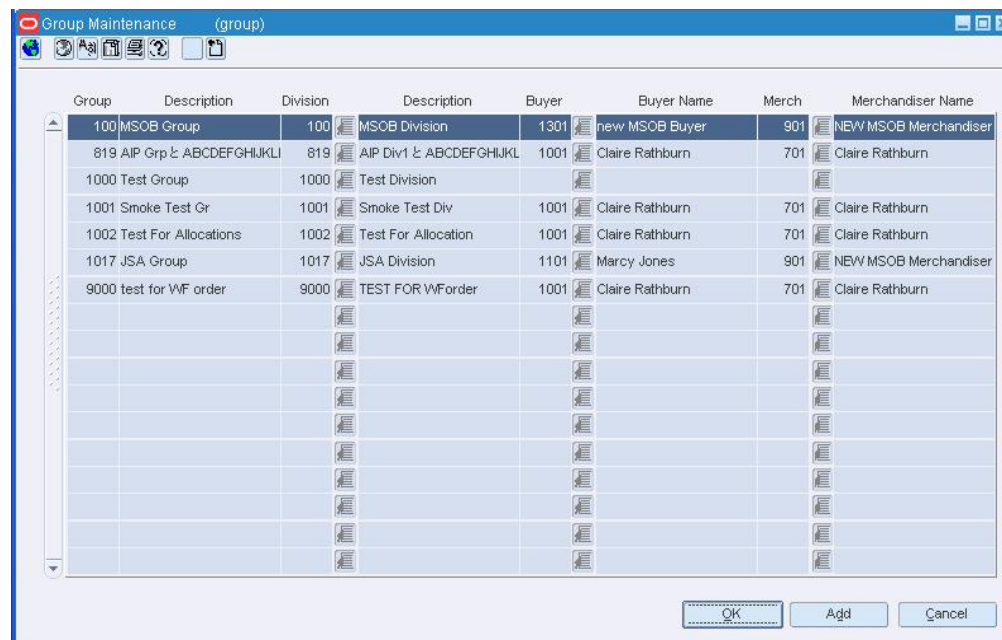 Group Maintenance (group)
Group Description Division Description Buyer Buyer Name Merch Merchandiser Name
100 MSOB Group 100 MSOB Division 1301 new MSOB Buyer 901 NEW MSOB Merchandiser
819 AIP Grpと ABCDEFGHIJKLI 819 AIP Div1 と ABCDEFGHIJKL 1001 Claire Rathburn 701 Claire Rathburn
1000 Test Group 1000 Test Division
1001 Smoke Test Gr 1001 Smoke Test Div 1001 Claire Rathburn 701 Claire Rathburn
1002 Test For Allocations 1002 Test For Allocation 1001 Claire Rathburn 701 Claire Rathburn
1017 JSA Group 1017 JSA Division 1101 Marcy Jones 901 NEW MSOB Merchandiser
9000 test for WF order 9000 TEST FOR WForder 1001 Claire Rathburn 701 Claire Rathburn
OK Add Cancel